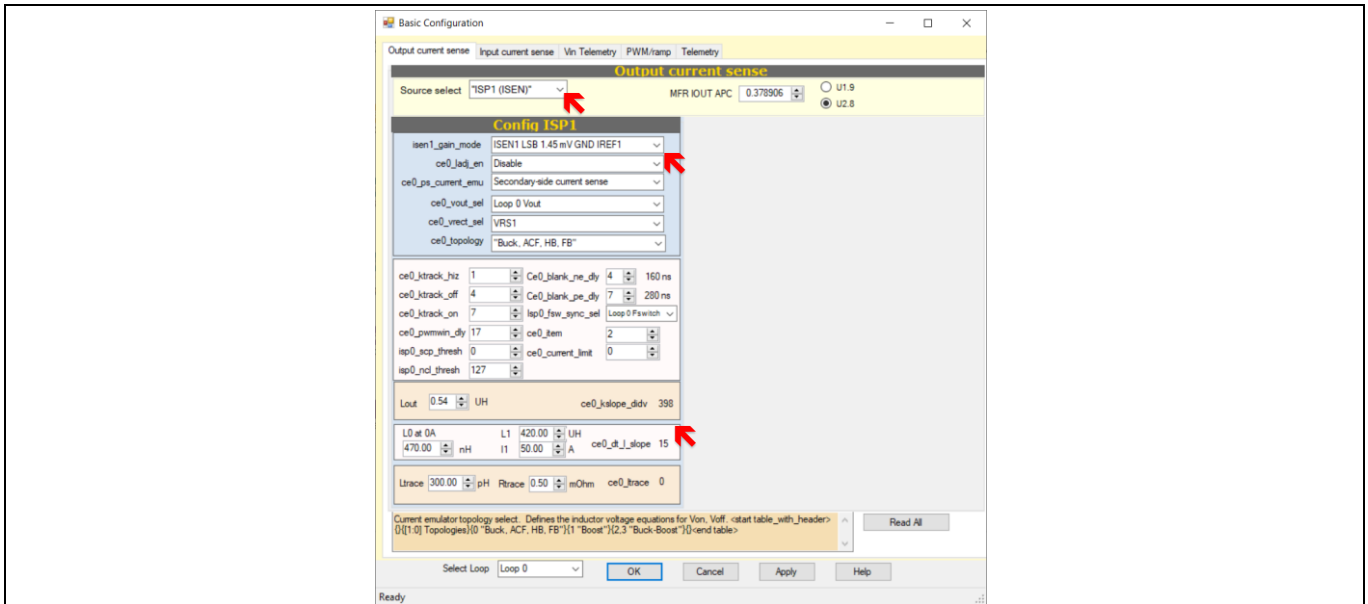 Basic Configuration
Output current sense Input current sense Vin Telemetry PWM/ramp Telemetry
Output current sense
Source select "ISP1 (ISEN)" MFR IOUT APC 0.378906 U1.9
U2.8
Config ISP1
isen1_gain_mode ISEN1 LSB 1.45 mV GND IREF1
ce0_ladj_en Disable
ce0_ps_current_emu Secondary-side current sense
ce0_vout_sel Loop 0 Vout
ce0_vrect_sel VRS1
ce0_topology "Buck, ACF, HB, FB"
ce0_ktrack_hiz 1 Ce0_blank_ne_dly 4 160 ns
ce0_ktrack_off 4 Ce0_blank_pe_dly 7 280 ns
ce0_ktrack_on 7 Isp0_fsw_sync_sel Loop 0 Fswitch
ce0_pwmwin_dly 17 ce0_item 2
isp0_scp_thresh 0 ce0_current_limit 0
isp0_ncl_thresh 127
Lout 0.54 UH ce0_kslope_didv 398
L0 at 0A L1 420.00 UH
470.00 nH I1 50.00 A ce0_dt_l_slope 15
Ltrace 300.00 pH Rtrace 0.50 mOhm ce0_ltrace 0
Current emulator topology select. Defines the inductor voltage equations for Von, Voff. <start table_with_header>
{}{[1:0] Topologies}{0 "Buck, ACF, HB, FB"}{1 "Boost"}{2,3 "Buck-Boost"}{}<end table>
Read All
Select Loop Loop 0 OK Cancel Apply Help
Ready